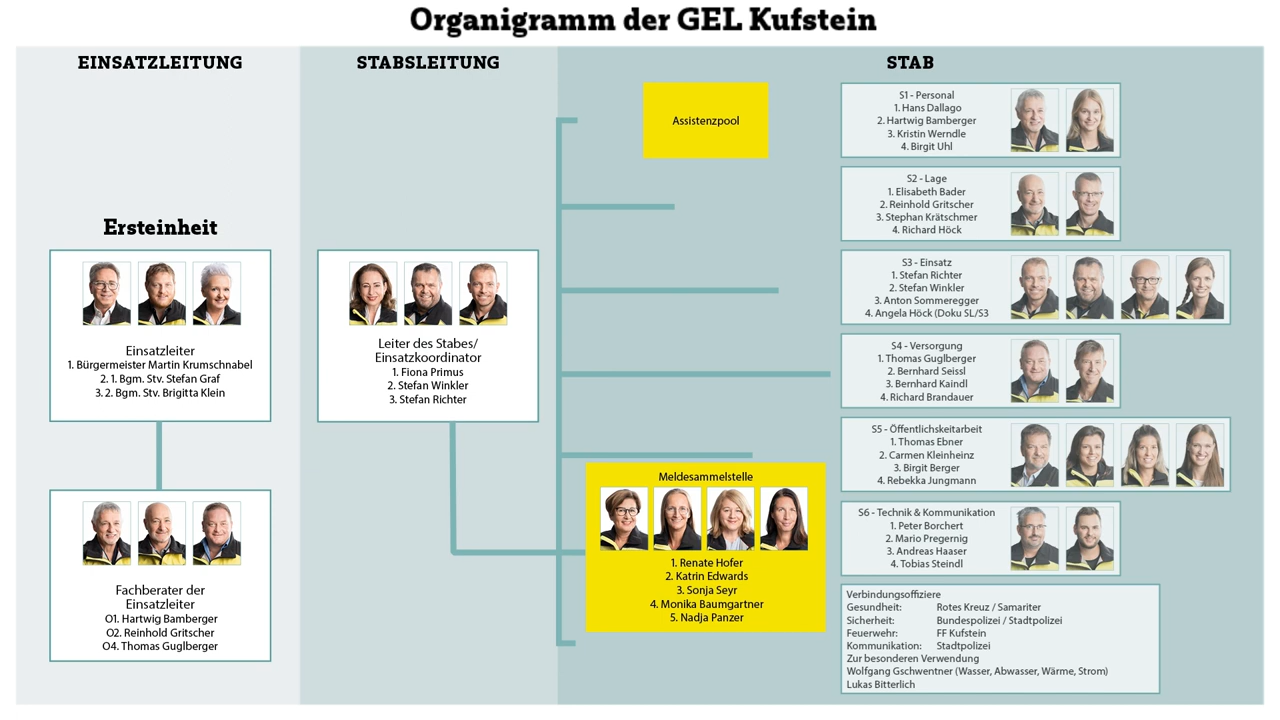 Organigramm der GEL Kufstein
EINSATZLEITUNG
STABSLEITUNG
STAB
Ersteinheit
Einsatzleiter
1. Bürgermeister Martin Krumschnabel
2. 1. Bgm. Stv. Stefan Graf
3. 2. Bgm. Stv. Brigitta Klein
Fachberater der
Einsatzleiter
O1. Hartwig Bamberger
O2. Reinhold Gritscher
O4. Thomas Guglberger
Leiter des Stabes/
Einsatzkoordinator
1. Fiona Primus
2. Stefan Winkler
3. Stefan Richter
Assistenzpool
Meldesammelstelle
1. Renate Hofer
2. Katrin Edwards
3. Sonja Seyr
4. Monika Baumgartner
5. Nadja Panzer
S1 - Personal
1. Hans Dallago
2. Hartwig Bamberger
3. Kristin Werndle
4. Birgit Uhl
S2 - Lage
1. Elisabeth Bader
2. Reinhold Gritscher
3. Stephan Krätschmer
4. Richard Höck
S3 - Einsatz
1. Stefan Richter
2. Stefan Winkler
3. Anton Sommeregger
4. Angela Höck (Doku SL/S3
S4 - Versorgung
1. Thomas Guglberger
2. Bernhard Seissl
3. Bernhard Kaindl
4. Richard Brandauer
S5 - Öffentlichskeitarbeit
1. Thomas Ebner
2. Carmen Kleinheinz
3. Birgit Berger
4. Rebekka Jungmann
S6 - Technik & Kommunikation
1. Peter Borchert
2. Mario Pregernig
3. Andreas Haaser
4. Tobias Steindl
Verbindungsoffiziere
Gesundheit: Rotes Kreuz / Samariter
Sicherheit: Bundespolizei / Stadtpolizei
Feuerwehr: FF Kufstein
Kommunikation: Stadtpolizei
Zur besonderen Verwendung
Wolfgang Gschwentner (Wasser, Abwasser, Wärme, Strom)
Lukas Bitterlich